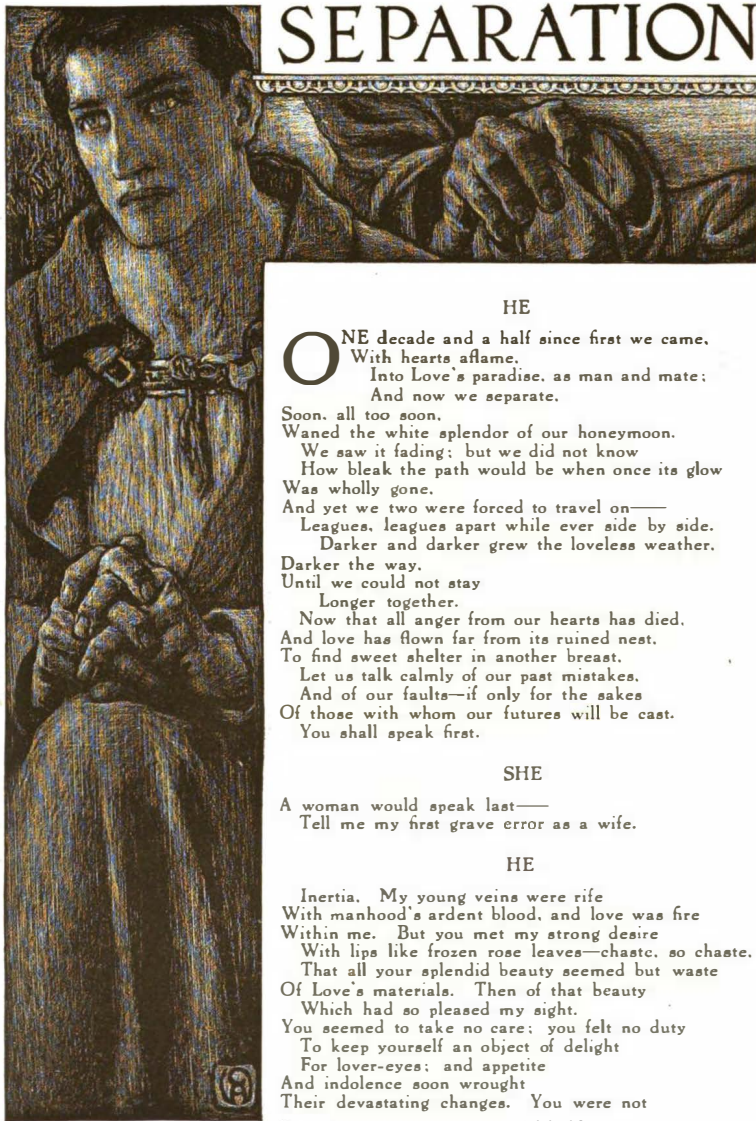 SEPARATION
HE
ONE decade and a half since first we came,
With hearts aflame,
Into Love's paradise, as man and mate;
And now we separate.
Soon, all too soon,
Waned the white splendor of our honeymoon.
We saw it fading; but we did not know
How bleak the path would be when once its glow
Was wholly gone.
And yet we two were forced to travel on——
Leagues, leagues apart while ever side by side.
Darker and darker grew the loveless weather,
Darker the way,
Until we could not stay
Longer together.
Now that all anger from our hearts has died,
And love has flown far from its ruined nest,
To find sweet shelter in another breast,
Let us talk calmly of our past mistakes,
And of our faults—if only for the sakes
Of those with whom our futures will be cast.
You shall speak first.
SHE
A woman would speak last——
Tell me my first grave error as a wife.
HE
Inertia. My young veins were rife
With manhood's ardent blood, and love was fire
Within me. But you met my strong desire
With lips like frozen rose leaves—chaste, so chaste,
That all your splendid beauty seemed but waste
Of Love's materials. Then of that beauty
Which had so pleased my sight,
You seemed to take no care; you felt no duty
To keep yourself an object of delight
For lover-eyes; and appetite
And indolence soon wrought
Their devastating changes. You were not